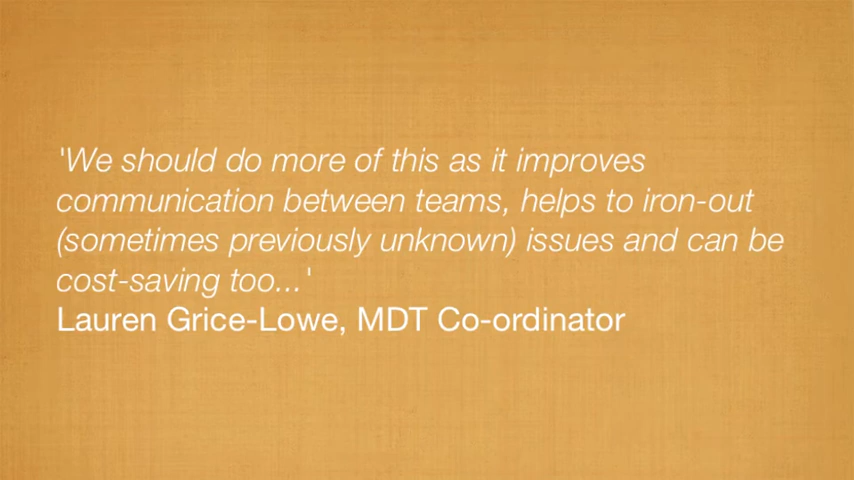 'We should do more of this as it improves
communication between teams, helps to iron-out
(sometimes previously unknown) issues and can be
cost-saving too...'
Lauren Grice-Lowe, MDT Co-ordinator